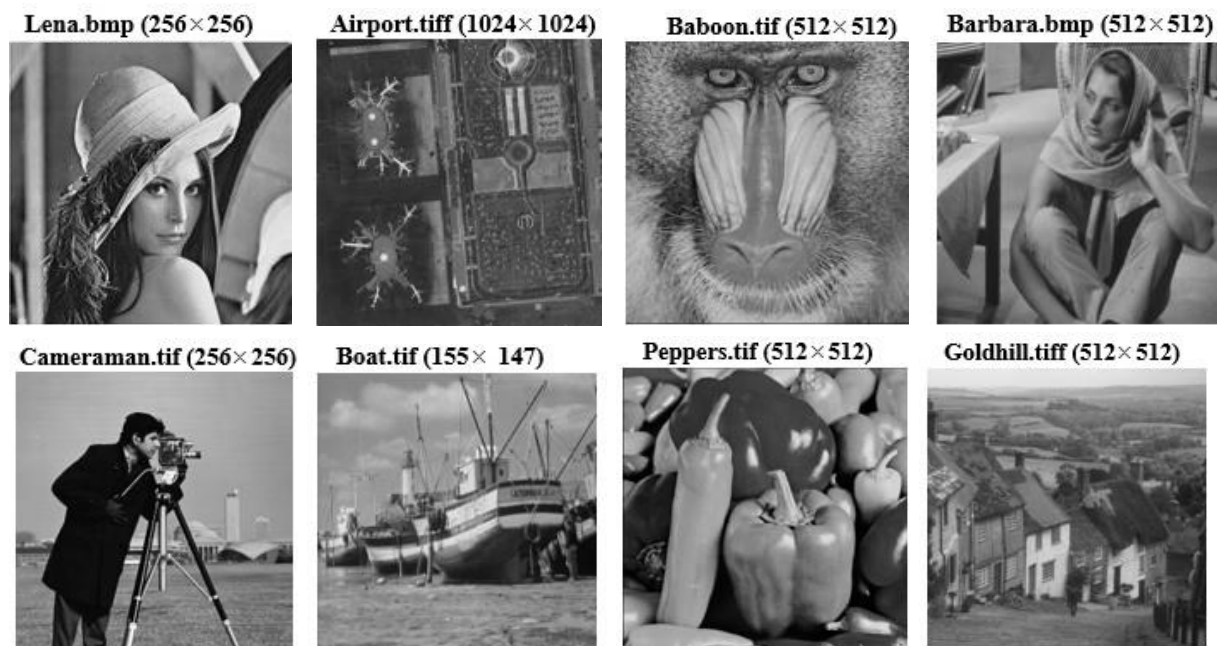 Lena.bmp (256×256)
Airport.tiff (1024×1024)
Baboon.tif (512×512)
Barbara.bmp (512×512)
Cameraman.tif (256×256)
Boat.tif (155× 147)
Peppers.tif (512×512)
Goldhill.tiff (512×512)